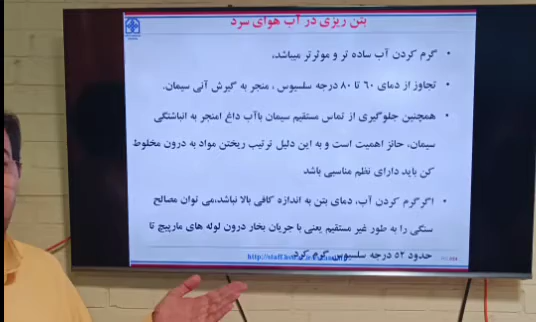 بتن ریزی در آب هوای سرد
• گرم کردن آب ساده تر و موثرتر میباشد.
• تجاوز از دمای ٦٠ تا ٨٠ درجه سلسیوس ، منجر به گیرش آنی سیمان.
• همچنین جلوگیری از تماس مستقیم سیمان باآب داغ امنجر به انباشتگی
سیمان، حائز اهمیت است و به این دلیل ترتیب ریختن مواد به درون مخلوط
کن باید دارای نظم مناسبی باشد
• اگرگرم کردن آب، دمای بتن به اندازه کافی بالا نباشد،می توان مصالح
سنگی را به طور غیر مستقیم یعنی با جریان بخار درون لوله های مارپیچ تا
حدود ٥٢ درجه سلسیوس گرم کرد